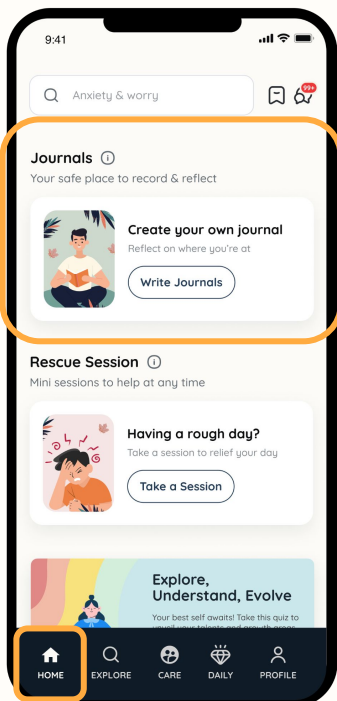 9:41
Anxiety & worry
99+
Journals
Your safe place to record & reflect
Create your own journal
Reflect on where you're at
Write Journals
Rescue Session
Mini sessions to help at any time
Having a rough day?
Take a session to relief your day
Take a Session
Explore,
Understand, Evolve
Your best self awaits! Take this quiz to
HOME
EXPLORE
CARE
DAILY
PROFILE